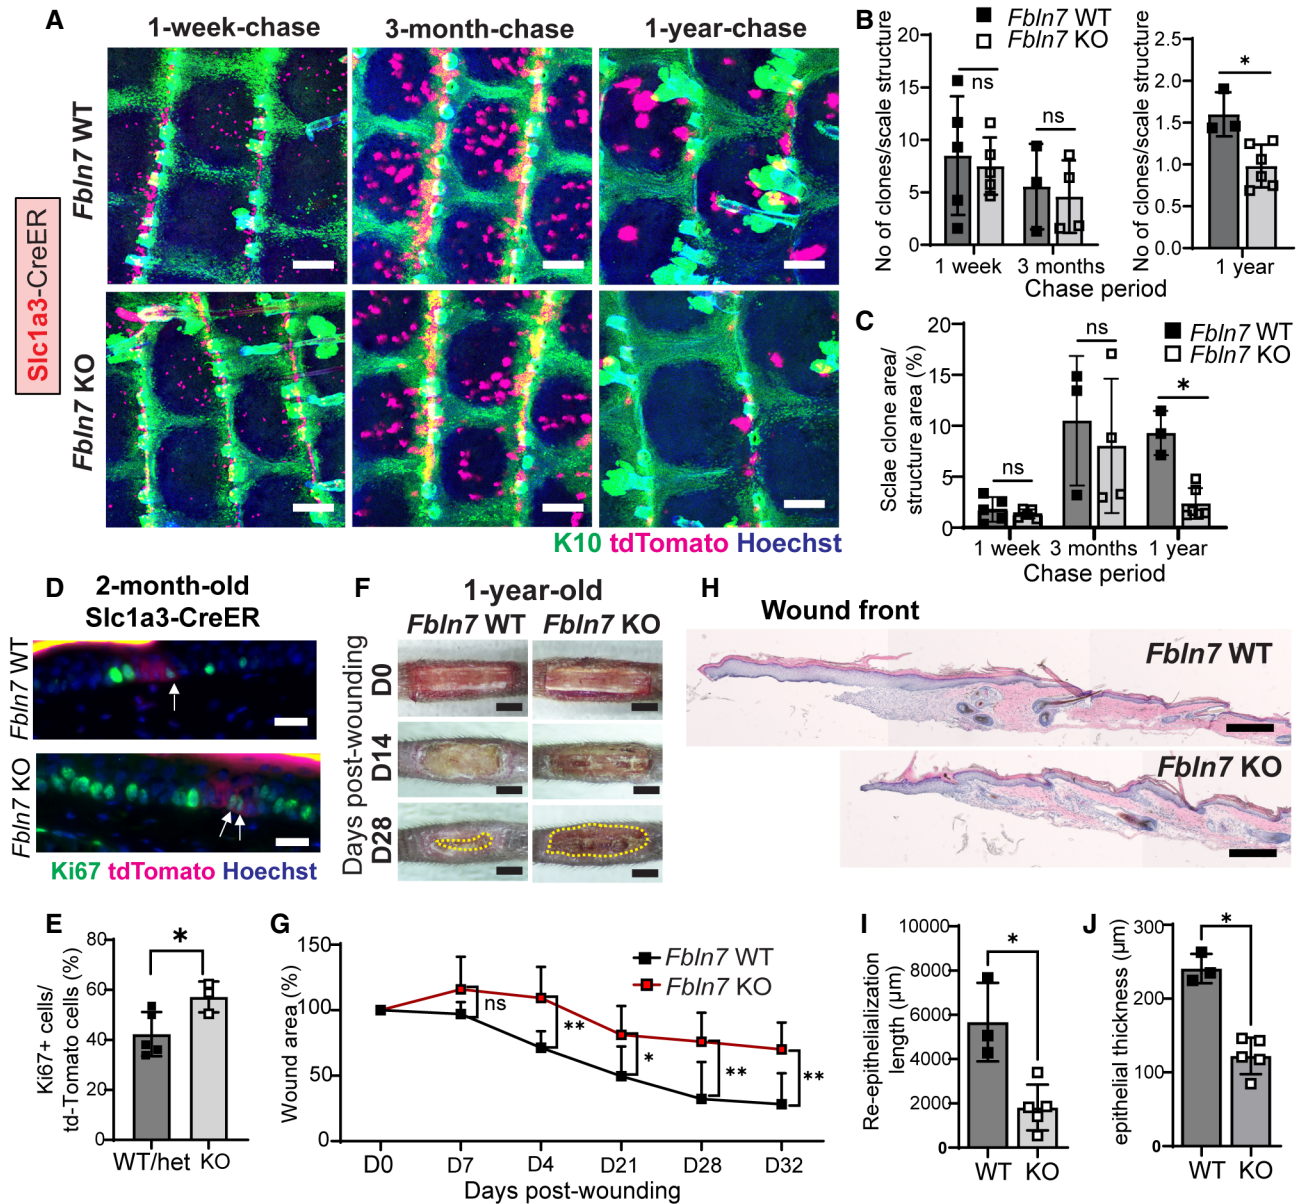 A
1-week-chase
3-month-chase
1-year-chase
Slc1a3-CreER
Fbln7 WT
Fbln7 KO
K10 tdTomato Hoechst
B
Fbln7 WT
Fbln7 KO
No of clones/scale structure
20
15
10
5
0
ns
ns
1 week
3 months
No of clones/scale structure
2.5
2.0
1.5
1.0
0.5
0.0
*
1 year
Chase period
C
Fbln7 WT
Fbln7 KO
Sclae clone area/
structure area (%)
20
15
10
5
0
ns
ns
*
1 week
3 months
1 year
Chase period
D
2-month-old
Slc1a3-CreER
Fbln7 WT
Fbln7 KO
Ki67 tdTomato Hoechst
E
Ki67+ cells/
td-Tomato cells (%)
80
60
40
20
0
*
WT/het
KO
F
1-year-old
Fbln7 WT
Fbln7 KO
Days post-wounding
D0
D14
D28
G
Wound area (%)
150
100
50
0
Fbln7 WT
Fbln7 KO
ns
**
*
**
**
D0
D7
D4
D21
D28
D32
Days post-wounding
H
Wound front
Fbln7 WT
Fbln7 KO
I
Re-epithelialization
length (µm)
10000
8000
6000
4000
2000
0
*
WT
KO
J
epithelial thickness (µm)
300
200
100
0
*
WT
KO